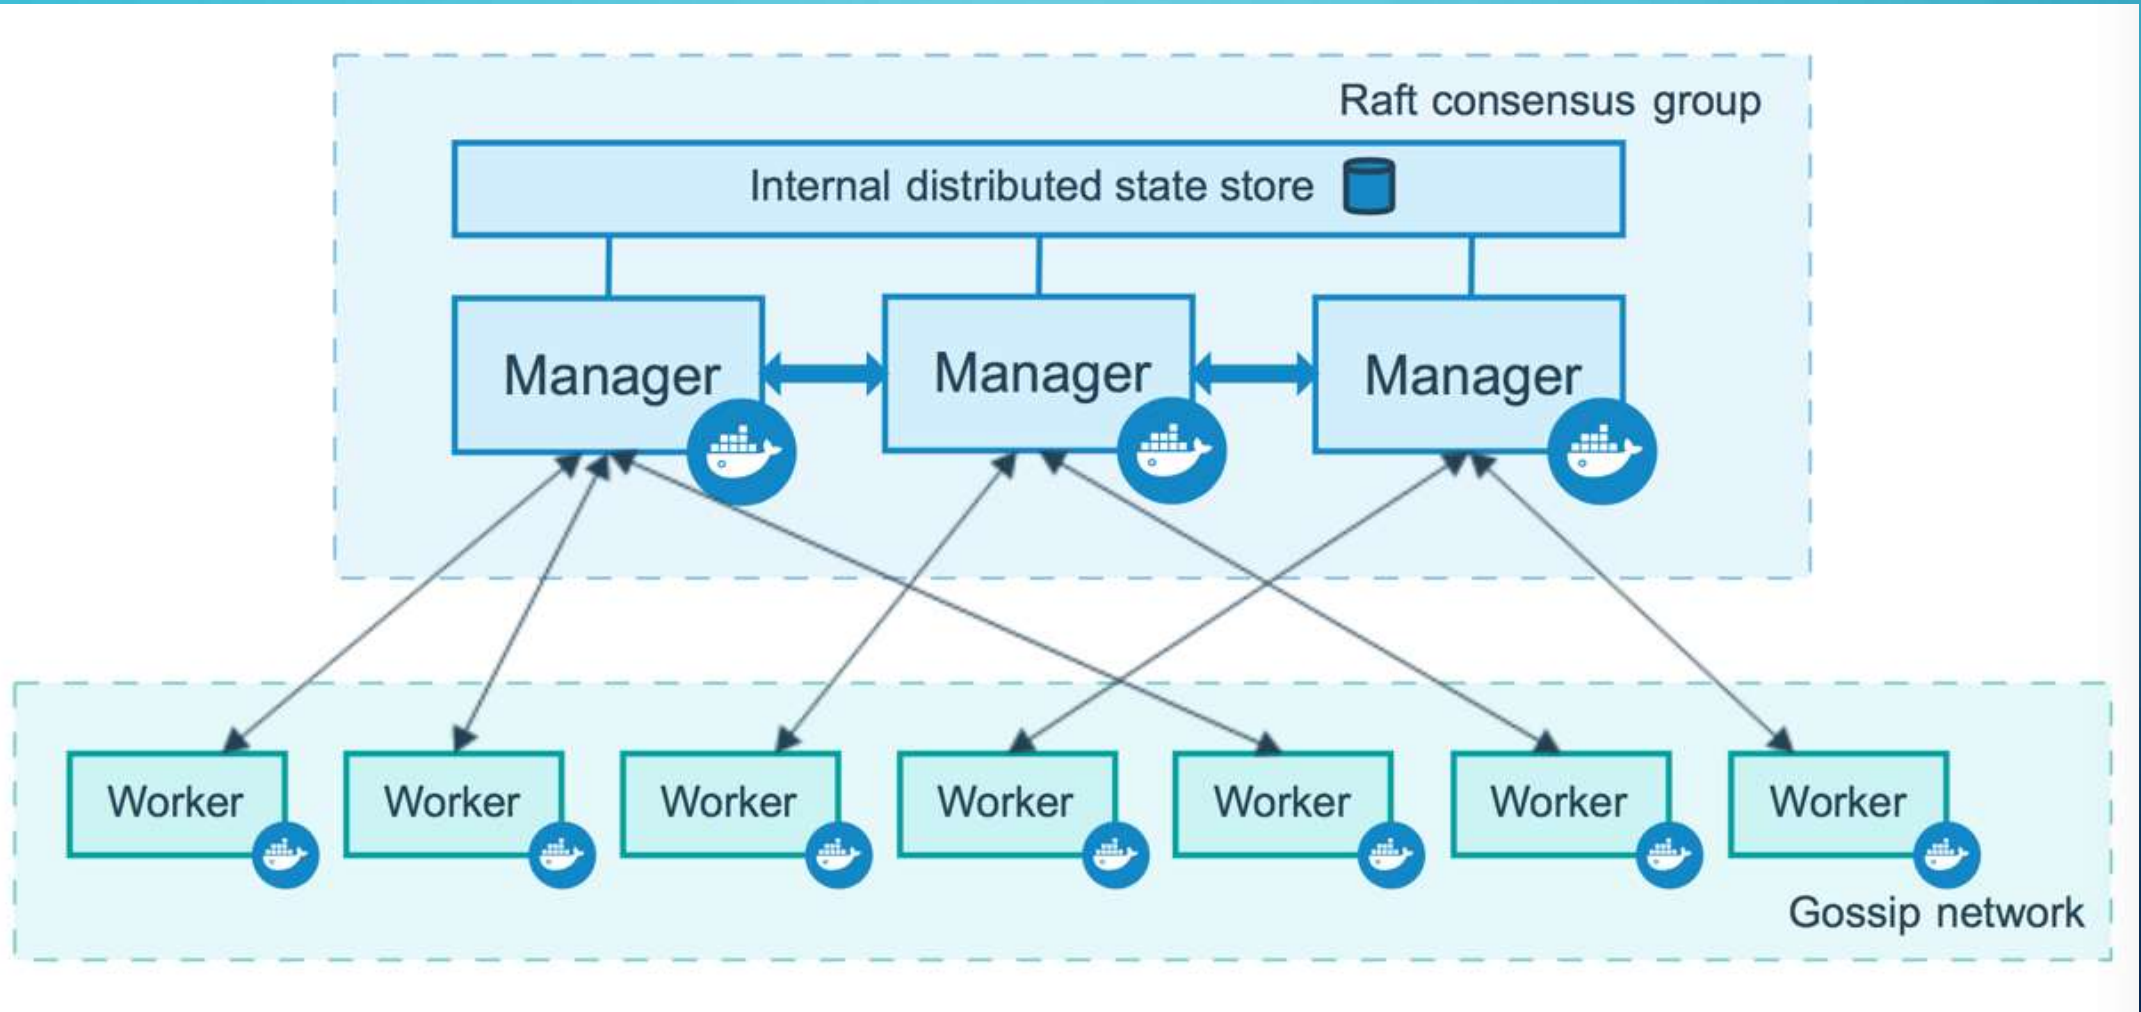 Raft consensus group
Internal distributed state store
Manager
Manager
Manager
Worker
Worker
Worker
Worker
Worker
Worker
Worker
Gossip network